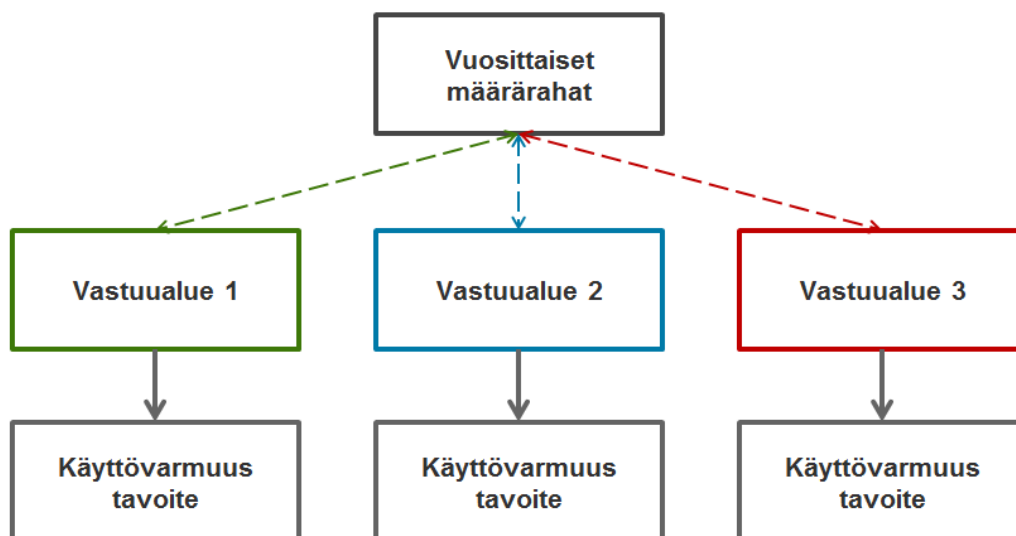 Vuosittaiset
määrärahat
Vastuualue 1
Vastuualue 2
Vastuualue 3
Käyttövarmuus
tavoite
Käyttövarmuus
tavoite
Käyttövarmuus
tavoite